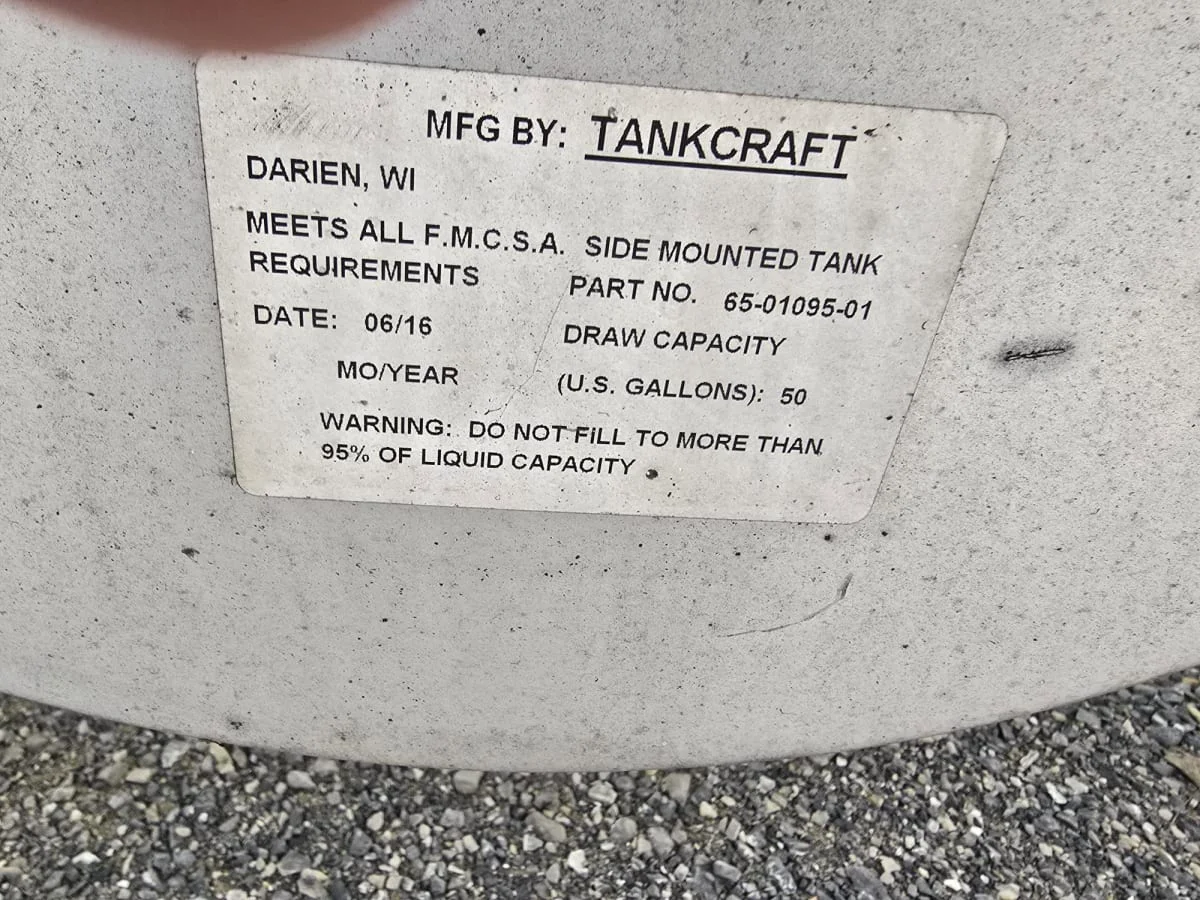 MFG BY: TANKCRAFT
DARIEN, WI
MEETS ALL F.M.C.S.A. SIDE MOUNTED TANK
REQUIREMENTS
PART NO. 65-01095-01
DATE: 06/16
DRAW CAPACITY
MO/YEAR
(U.S. GALLONS): 50
WARNING: DO NOT FILL TO MORE THAN
95% OF LIQUID CAPACITY